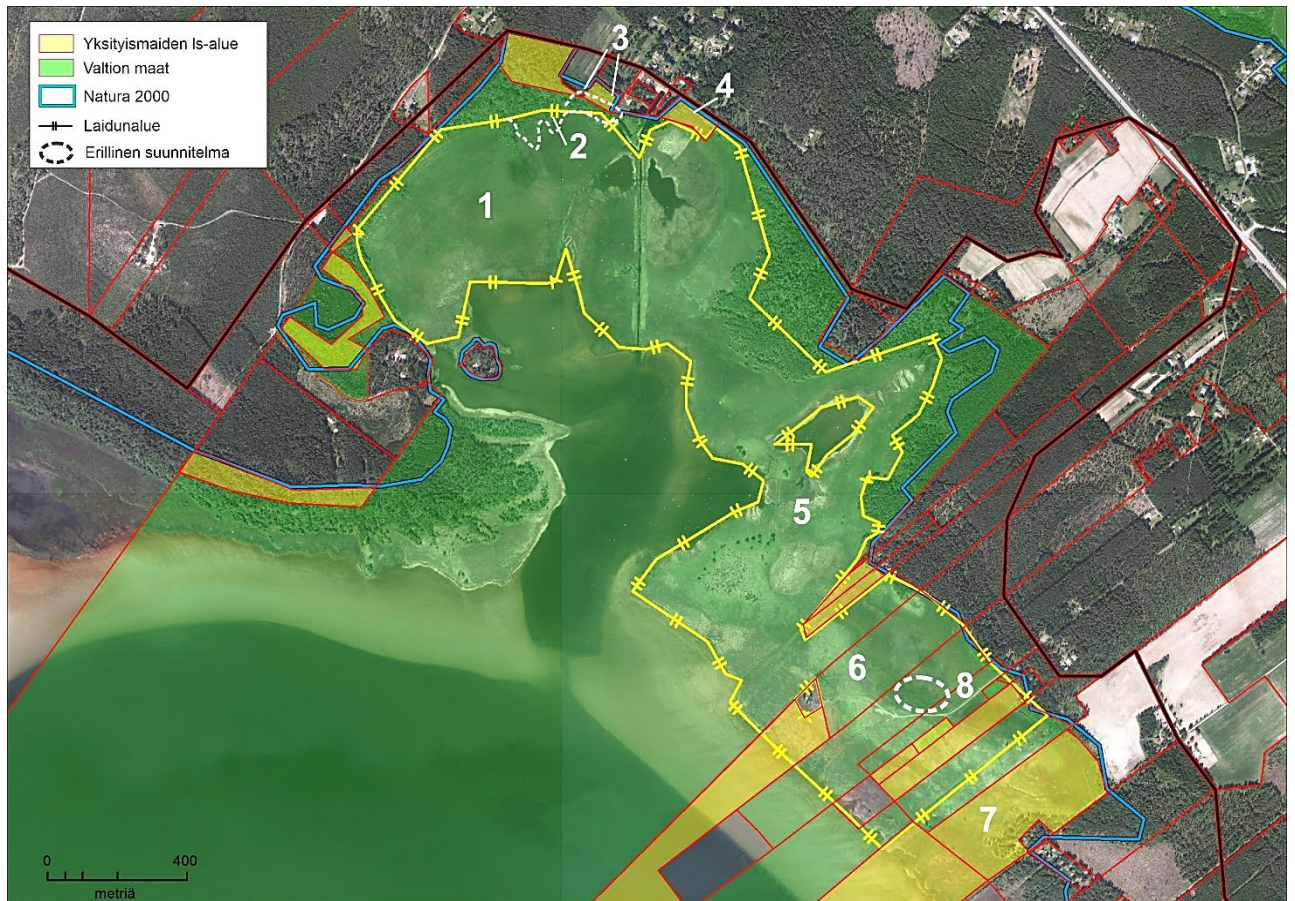 Yksityismaiden ls-alue
Valtion maat
Natura 2000
Laidunalue
Erillinen suunnitelma
3
4
2
1
5
6
8
7
0 400
metriä